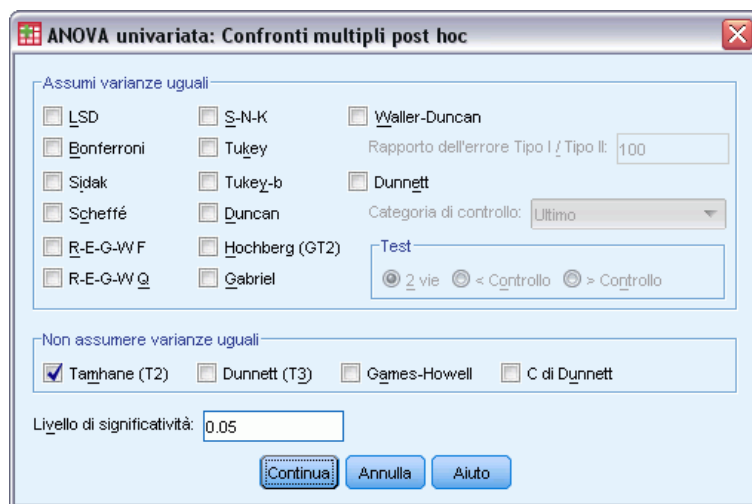 ANOVA univariata: Confronti multipli post hoc
Assumi varianze uguali
LSD S-N-K Waller-Duncan
Bonferroni Tukey Rapporto dell'errore Tipo I / Tipo II: 100
Sidak Tukey-b Dunnett
Scheffé Duncan Categoria di controllo: Ultimo
R-E-G-W F Hochberg (GT2) Test
R-E-G-W Q Gabriel 2 vie < Controllo > Controllo
Non assumere varianze uguali
Tamhane (T2) Dunnett (T3) Games-Howell C di Dunnett
Livello di significatività: 0.05
Continua Annulla Aiuto